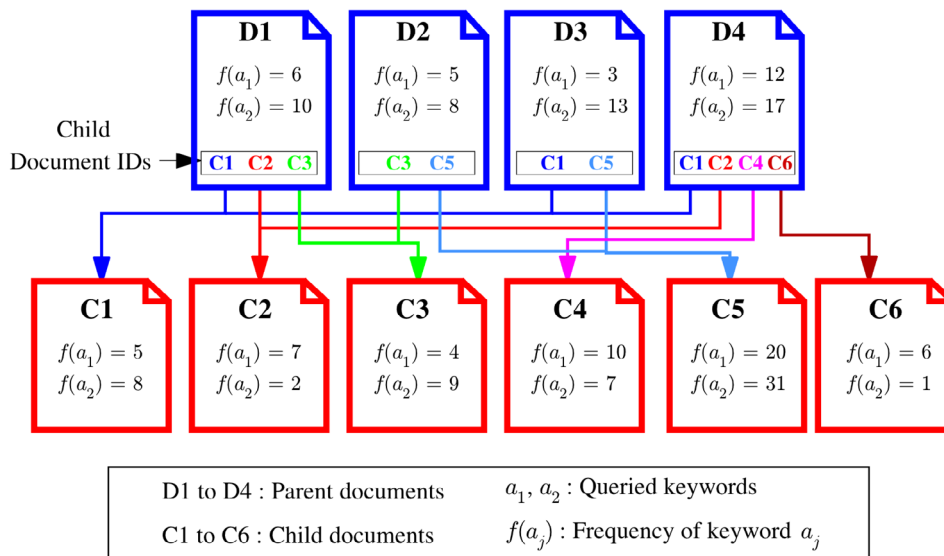 D1 D2 D3 D4
f(a₁) = 6 f(a₁) = 5 f(a₁) = 3 f(a₁) = 12
f(a₂) = 10 f(a₂) = 8 f(a₂) = 13 f(a₂) = 17
Child
Document IDs
C1 C2 C3 C3 C5 C1 C5 C1 C2 C4 C6
C1 C2 C3 C4 C5 C6
f(a₁) = 5 f(a₁) = 7 f(a₁) = 4 f(a₁) = 10 f(a₁) = 20 f(a₁) = 6
f(a₂) = 8 f(a₂) = 2 f(a₂) = 9 f(a₂) = 7 f(a₂) = 31 f(a₂) = 1
D1 to D4 : Parent documents a₁, a₂ : Queried keywords
C1 to C6 : Child documents f(aⱼ) : Frequency of keyword aⱼ